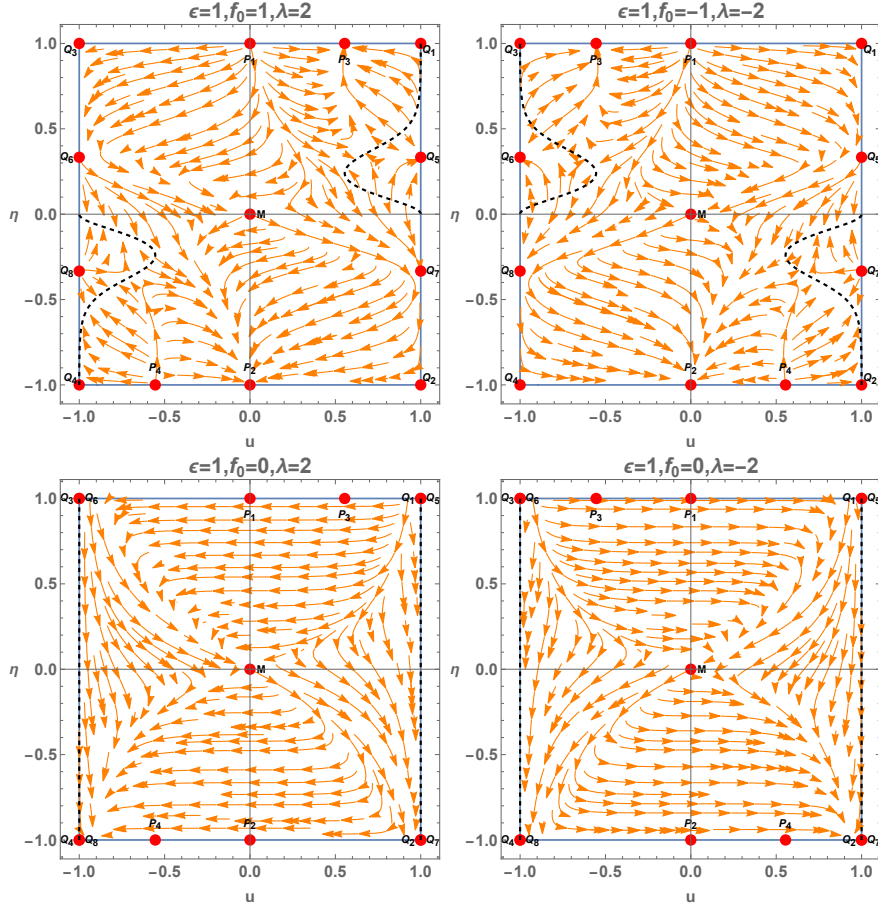 ϵ=1,f₀=1,λ=2
1.0
0.5
0.0
−0.5
−1.0
η
Q₃
P₁
P₃
Q₁
Q₆
Q₅
M
Q₈
Q₇
Q₄
P₄
P₂
Q₂
−1.0 −0.5 0.0 0.5 1.0
u
ϵ=1,f₀=−1,λ=−2
1.0
0.5
0.0
−0.5
−1.0
η
Q₃
P₃
P₁
Q₁
Q₆
Q₅
M
Q₈
Q₇
Q₄
P₂
P₄
Q₂
−1.0 −0.5 0.0 0.5 1.0
u
ϵ=1,f₀=0,λ=2
1.0
0.5
0.0
−0.5
−1.0
η
Q₃ Q₆
P₁
P₃
Q₁ Q₅
M
Q₄ Q₈
P₄
P₂
Q₂ Q₇
−1.0 −0.5 0.0 0.5 1.0
u
ϵ=1,f₀=0,λ=−2
1.0
0.5
0.0
−0.5
−1.0
η
Q₃ Q₆
P₃
P₁
Q₁ Q₅
M
Q₄ Q₈
P₂
P₄
Q₂ Q₇
−1.0 −0.5 0.0 0.5 1.0
u